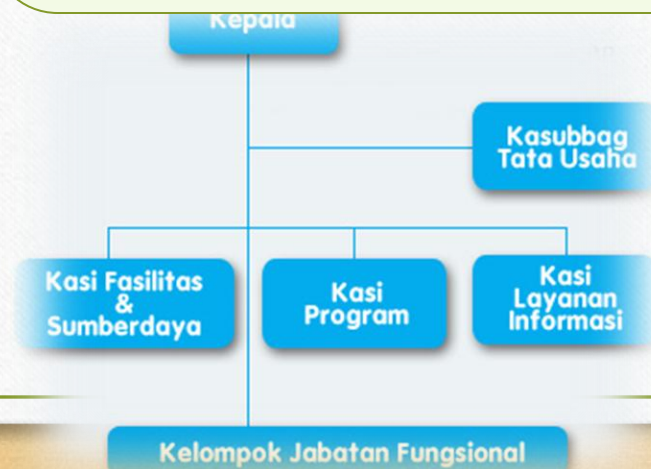 Kepala
Kasubbag
Tata Usaha
Kasi Fasilitas
&
Sumberdaya
Kasi
Program
Kasi
Layanan
Informasi
Kelompok Jabatan Fungsional